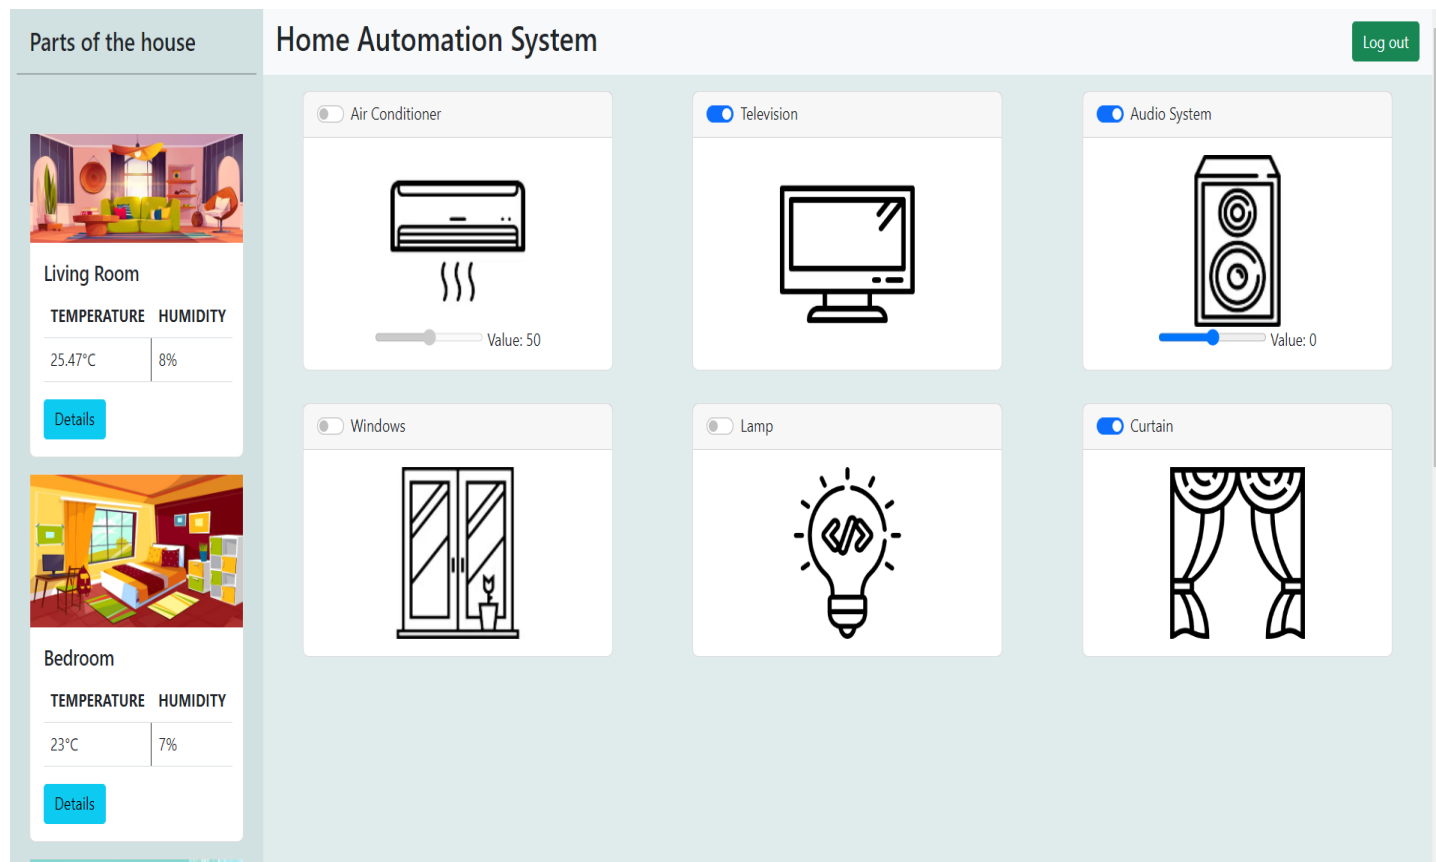 Parts of the house
Home Automation System
Log out
Living Room
TEMPERATURE HUMIDITY
25.47°C 8%
Details
Bedroom
TEMPERATURE HUMIDITY
23°C 7%
Details
Air Conditioner
Value: 50
Television
Audio System
Value: 0
Windows
Lamp
Curtain